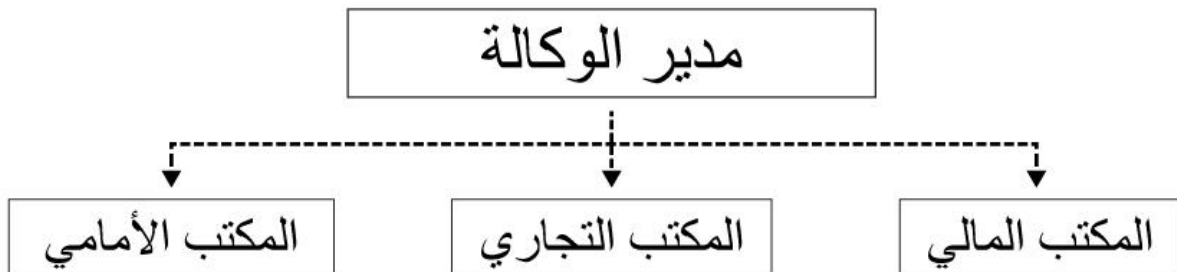 مدير الوكالة
المكتب المالي
المكتب التجاري
المكتب الأمامي